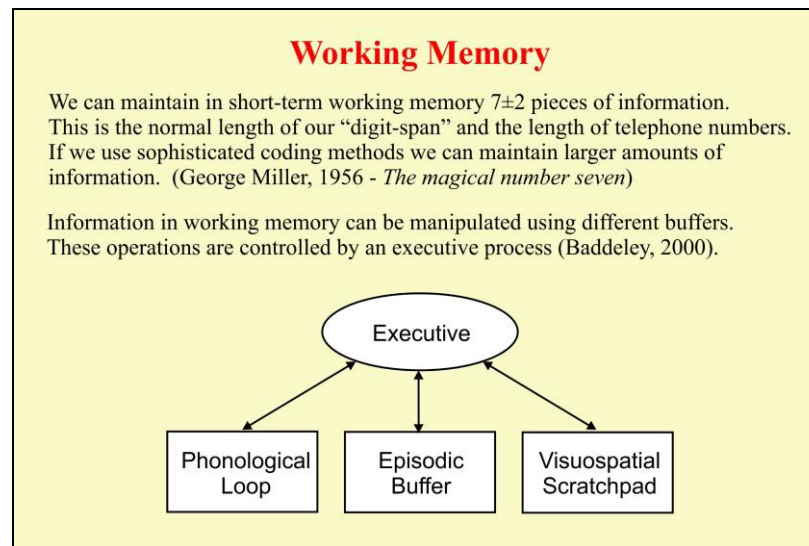 Working Memory
We can maintain in short-term working memory 7±2 pieces of information.
This is the normal length of our “digit-span” and the length of telephone numbers.
If we use sophisticated coding methods we can maintain larger amounts of
information. (George Miller, 1956 - The magical number seven)
Information in working memory can be manipulated using different buffers.
These operations are controlled by an executive process (Baddeley, 2000).
Executive
Phonological
Loop
Episodic
Buffer
Visuospatial
Scratchpad